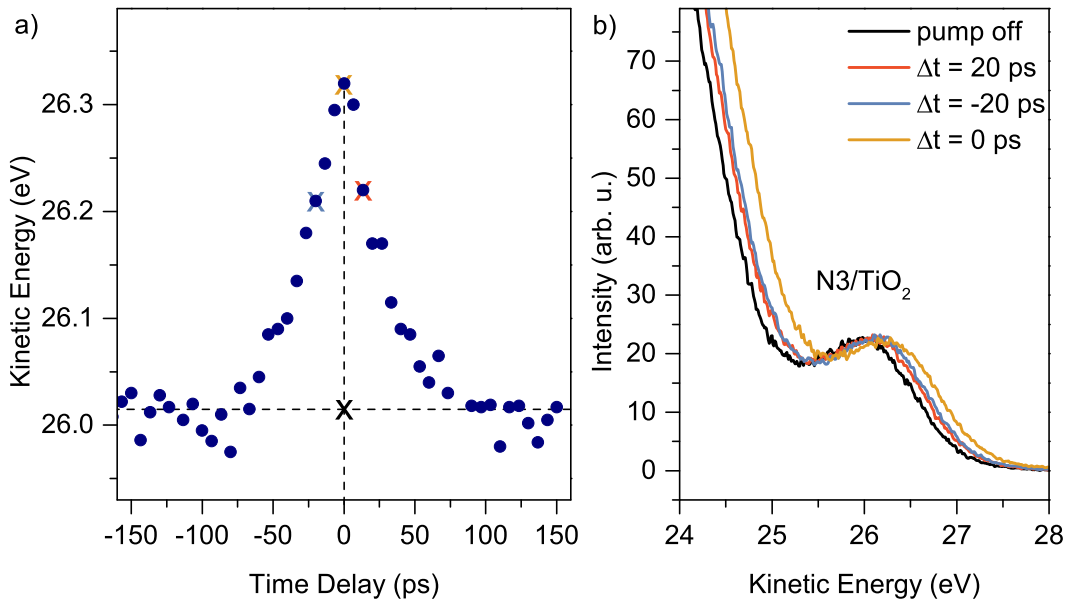 a)
Kinetic Energy (eV)
26.3
26.2
26.1
26.0
-150 -100 -50 0 50 100 150
Time Delay (ps)
b)
Intensity (arb. u.)
70
60
50
40
30
20
10
0
pump off
Δt = 20 ps
Δt = -20 ps
Δt = 0 ps
N3/TiO₂
24 25 26 27 28
Kinetic Energy (eV)